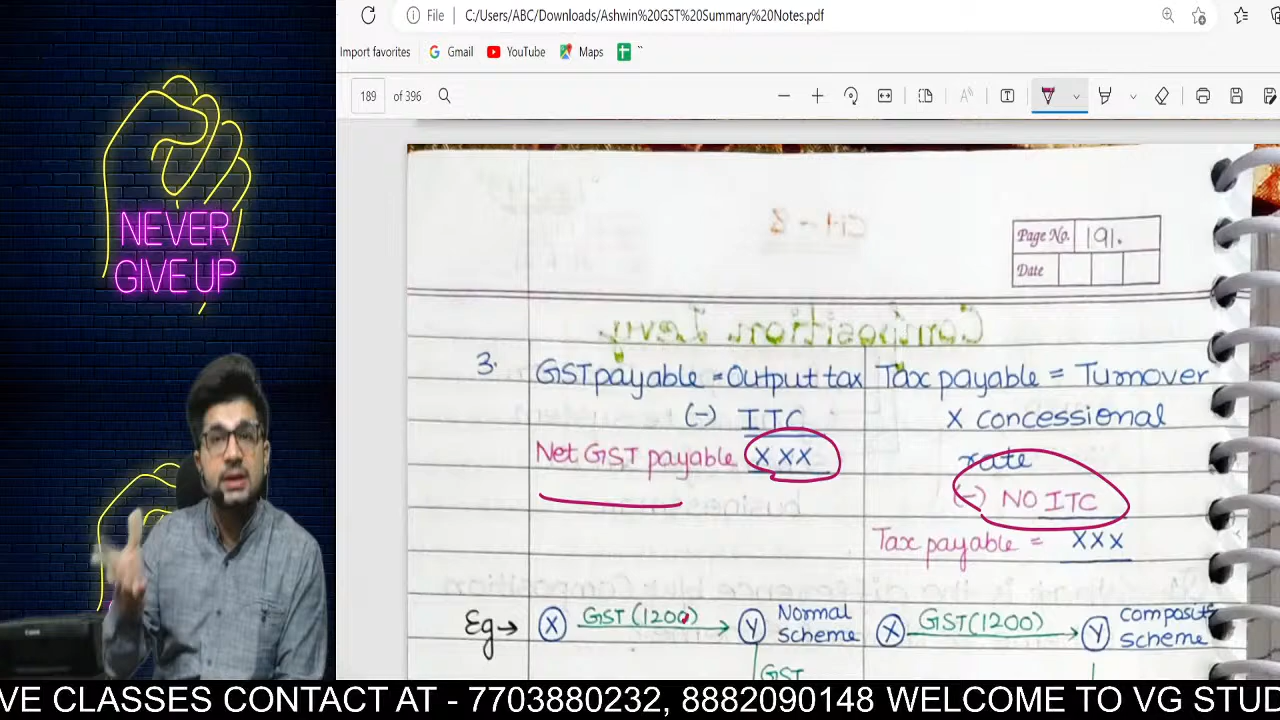 File C:/Users/ABC/Downloads/Ashwin%20GST%20Summary%20Notes.pdf
Import favorites Gmail YouTube Maps
189 of 396
NEVER
GIVE UP
Page No. 191.
Date
CH - 8
Composition Levy
3. GST payable = Output tax
(-) ITC
Net GST payable XXX
Tax payable = Turnover
X concessional
rate
(-) NO ITC
Tax payable = XXX
Eg → X GST (1200) Y Normal
scheme
GST
X GST (1200) Y
scheme
VE CLASSES CONTACT AT - 7703880232, 8882090148 WELCOME TO VG STUD